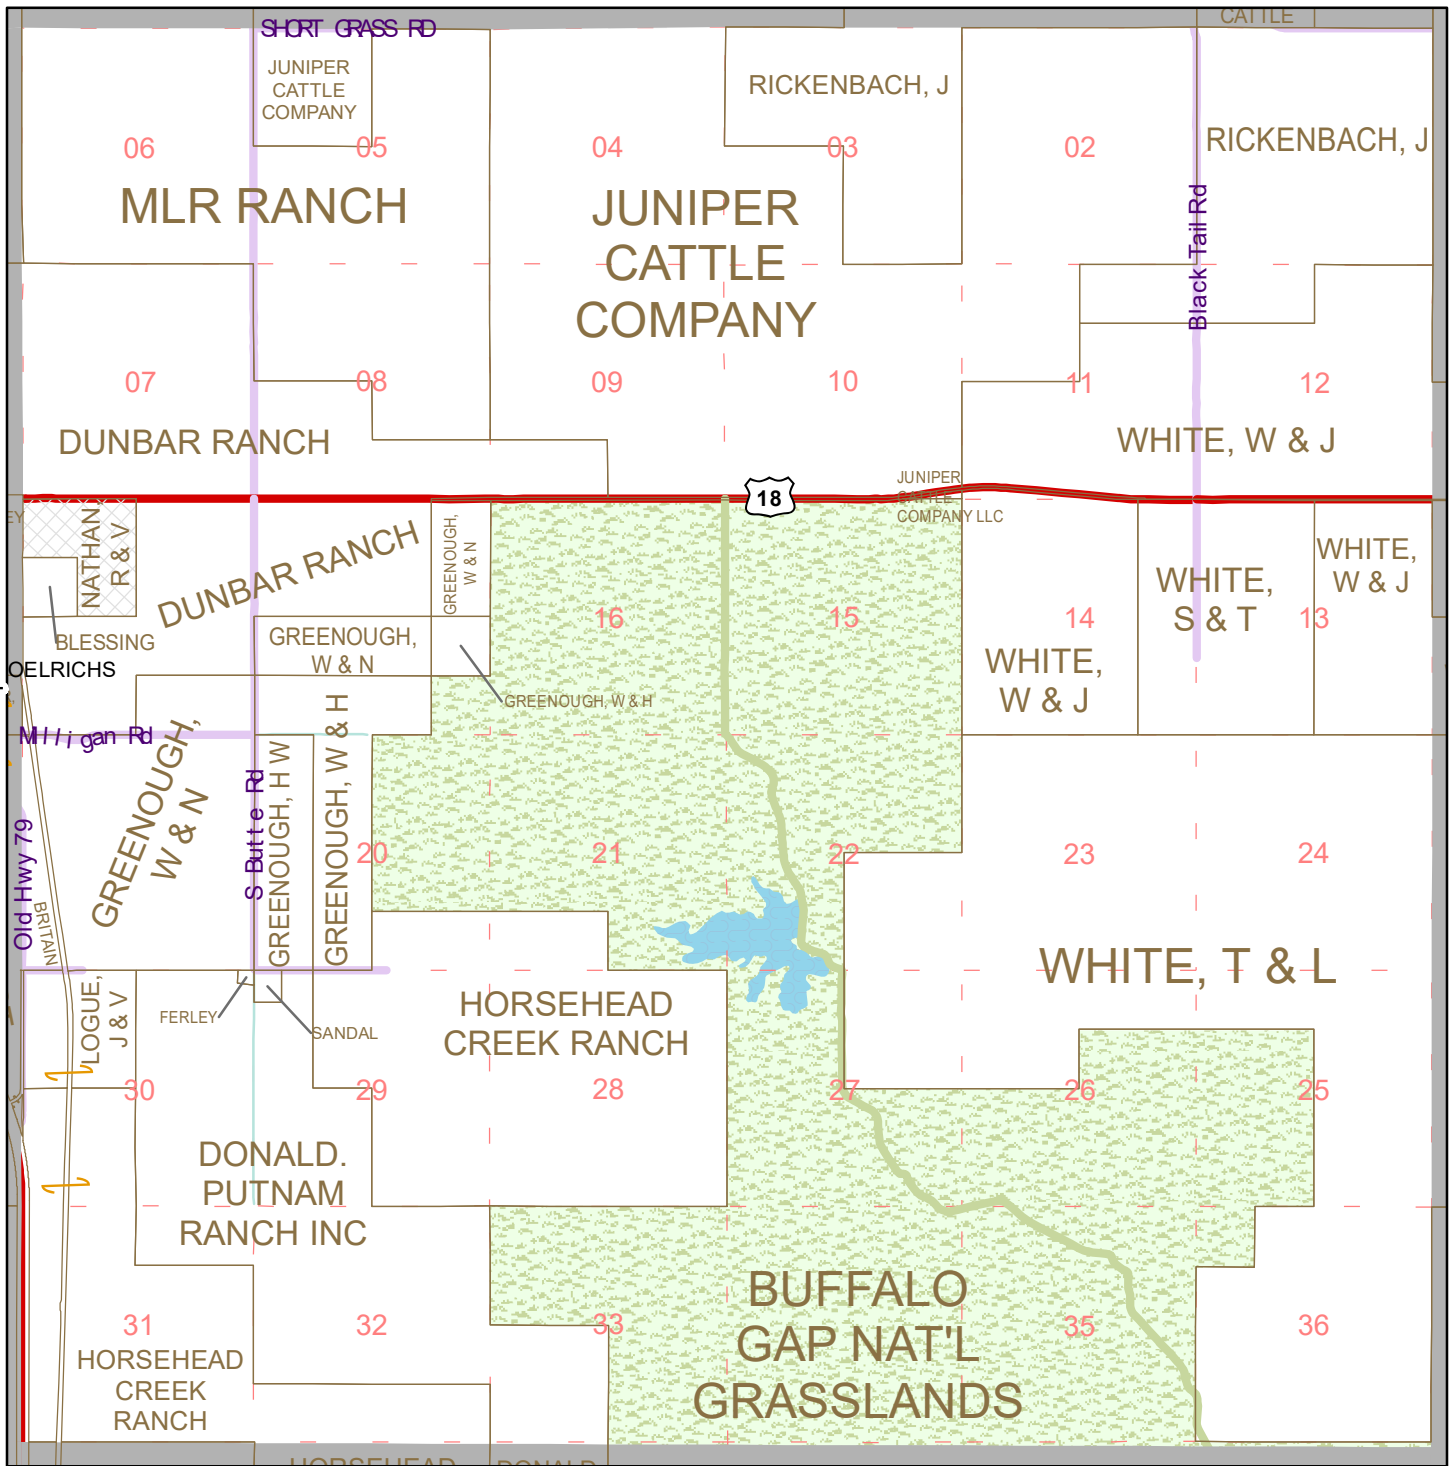 CATTLE
SHORT GRASS RD
JUNIPER
CATTLE
COMPANY
RICKENBACH, J
RICKENBACH, J
06
05
04
03
02
MLR RANCH
JUNIPER
CATTLE
COMPANY
Black Tail Rd
07
08
09
10
11
12
DUNBAR RANCH
WHITE, W & J
18
JUNIPER
CATTLE
COMPANY LLC
EY
NATHAN,
R & V
DUNBAR RANCH
GREENOUGH,
W & N
WHITE,
W & J
WHITE,
S & T
16
15
14
13
BLESSING
GREENOUGH,
W & N
OELRICHS
WHITE,
W & J
GREENOUGH, W & H
Milligan Rd
GREENOUGH,
W & N
S Butte Rd
GREENOUGH, H W
GREENOUGH, W & H
Old Hwy 79
BRITAIN
20
21
22
23
24
WHITE, T & L
LOGUE,
J & V
FERLEY
SANDAL
HORSEHEAD
CREEK RANCH
30
29
28
27
26
25
DONALD.
PUTNAM
RANCH INC
BUFFALO
GAP NAT'L
GRASSLANDS
31
32
33
35
36
HORSEHEAD
CREEK
RANCH
HORSEHEAD
DONALD